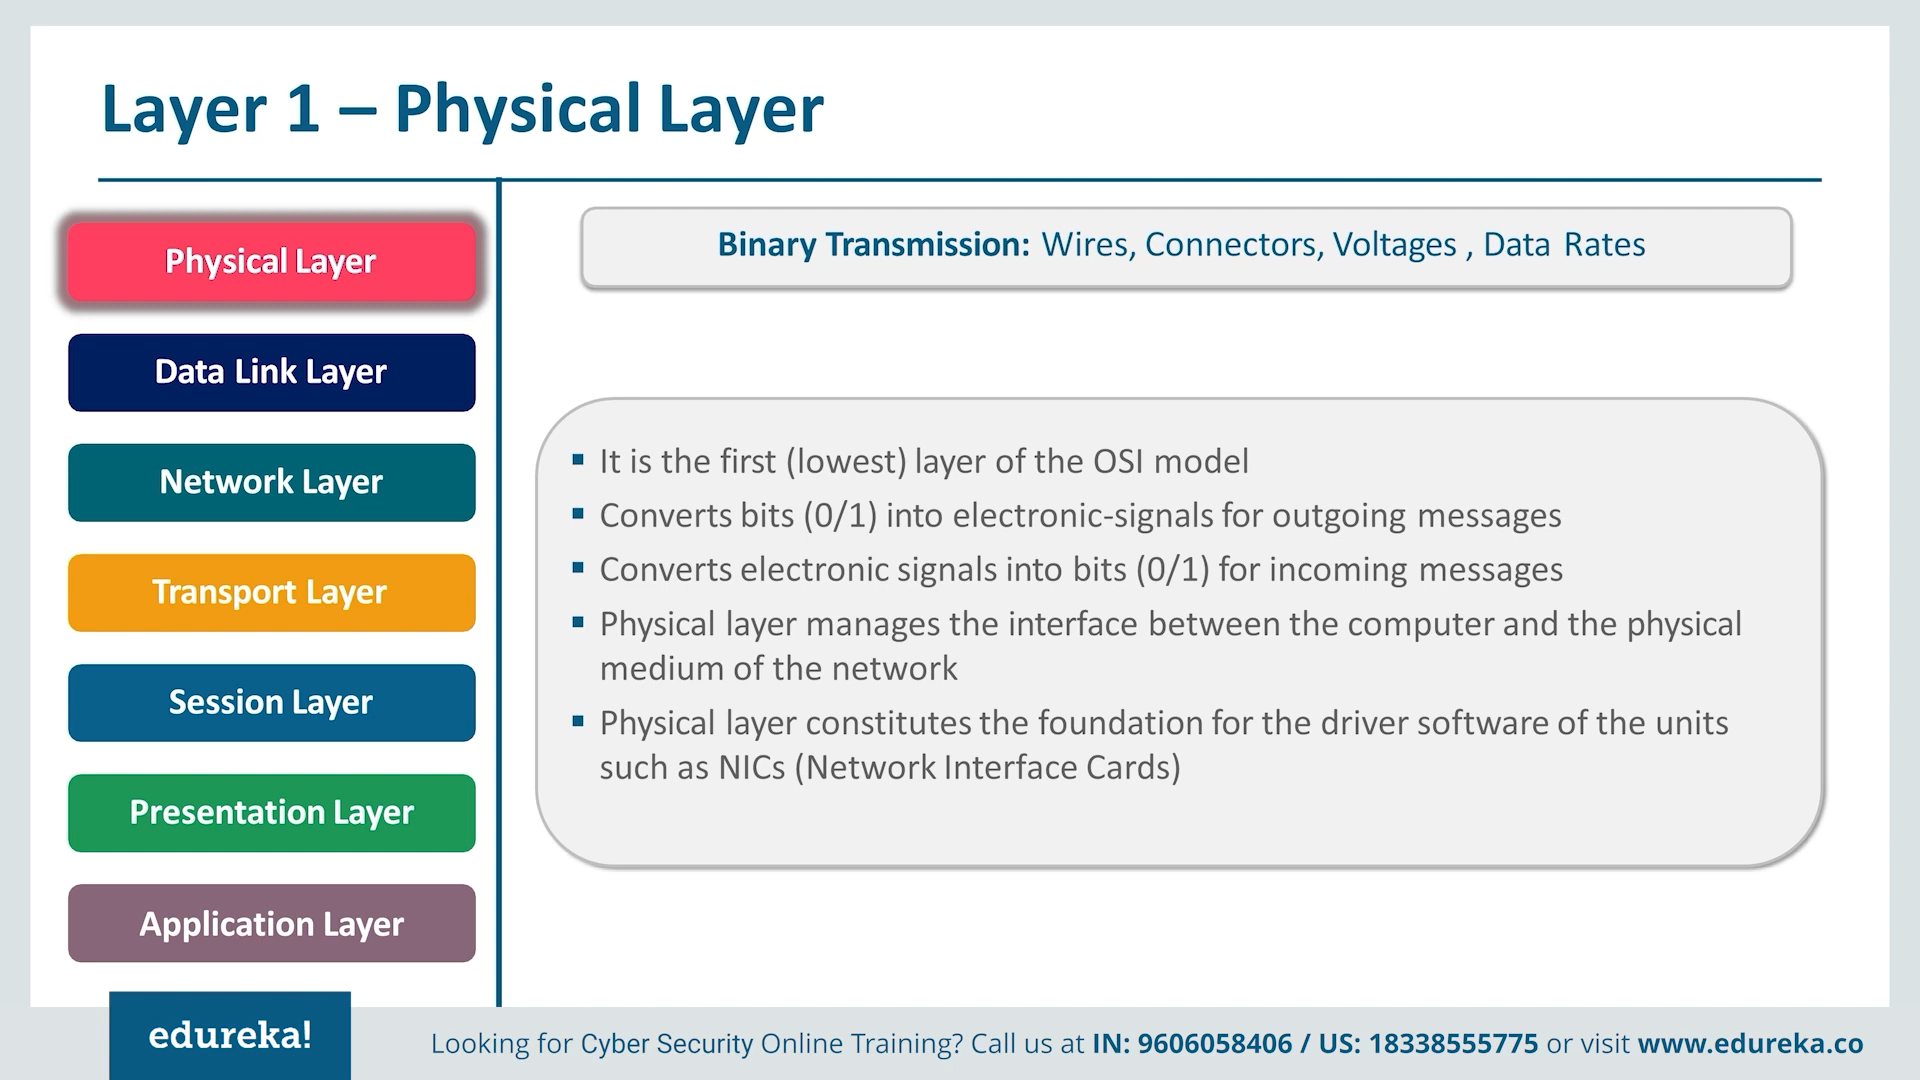 Layer 1 – Physical Layer
Physical Layer
Data Link Layer
Network Layer
Transport Layer
Session Layer
Presentation Layer
Application Layer
Binary Transmission: Wires, Connectors, Voltages , Data Rates
▪ It is the first (lowest) layer of the OSI model
▪ Converts bits (0/1) into electronic-signals for outgoing messages
▪ Converts electronic signals into bits (0/1) for incoming messages
▪ Physical layer manages the interface between the computer and the physical
medium of the network
▪ Physical layer constitutes the foundation for the driver software of the units
such as NICs (Network Interface Cards)
edureka!
Looking for Cyber Security Online Training? Call us at IN: 9606058406 / US: 18338555775 or visit www.edureka.co